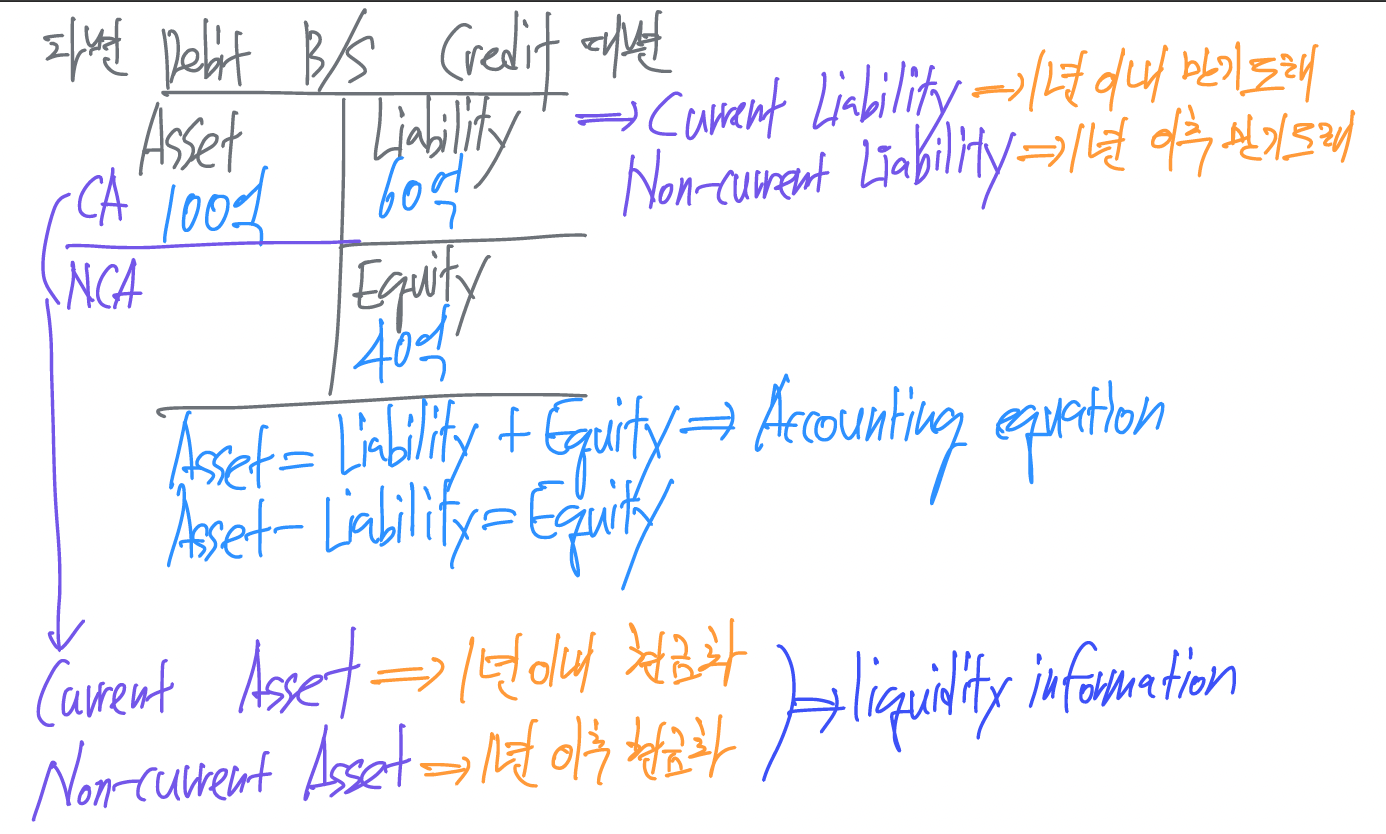 차변 Debit B/S Credit 대변
Asset Liability ⇒ Current Liability ⇒ 1년 이내 만기도래
Non-current Liability ⇒ 1년 이후 만기도래
CA 100억 60억
NCA Equity
40억
Asset = Liability + Equity ⇒ Accounting equation
Asset - Liability = Equity
Current Asset ⇒ 1년 이내 현금화
Non-current Asset ⇒ 1년 이후 현금화
⇒ liquidity information